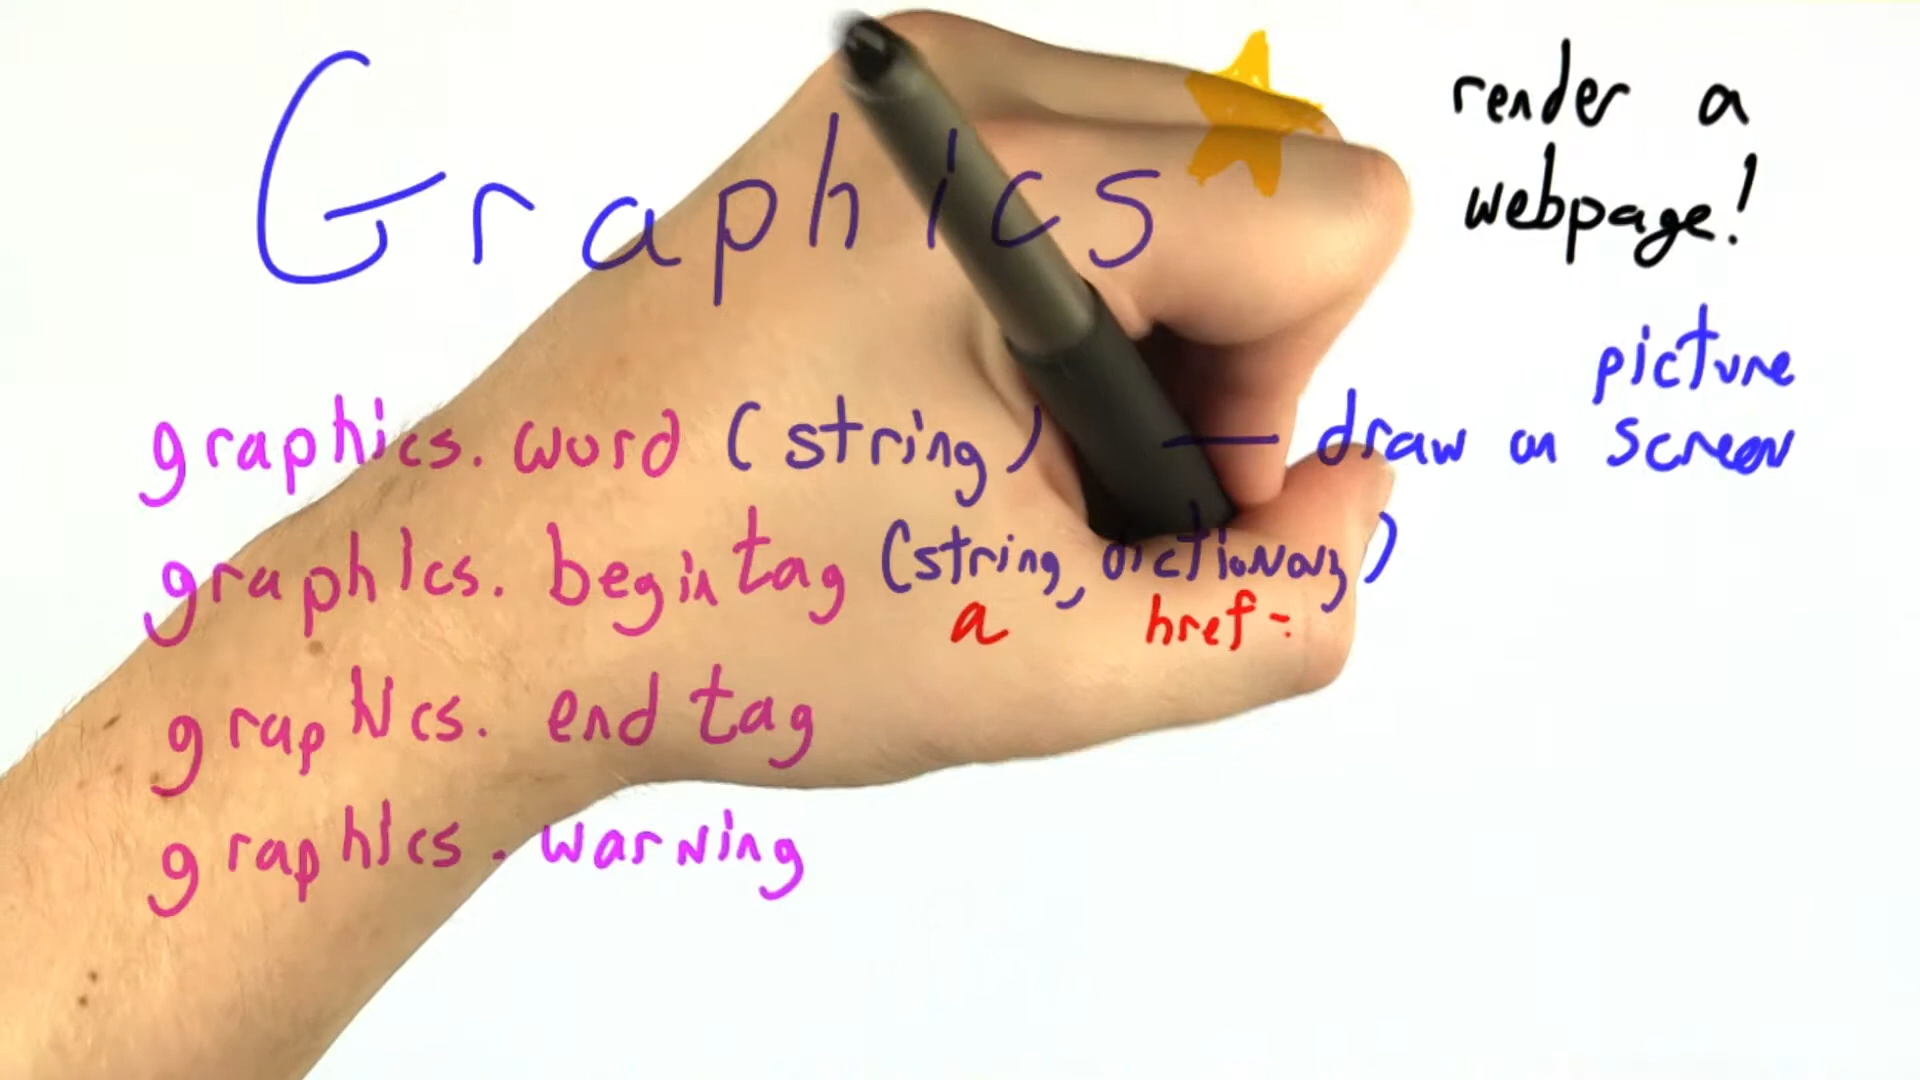 Graphics
render a
webpage!
picture
graphics. word (string) — draw on screen
graphics. begintag (string, dictionary)
a href =
graphics. endtag
graphics. warning